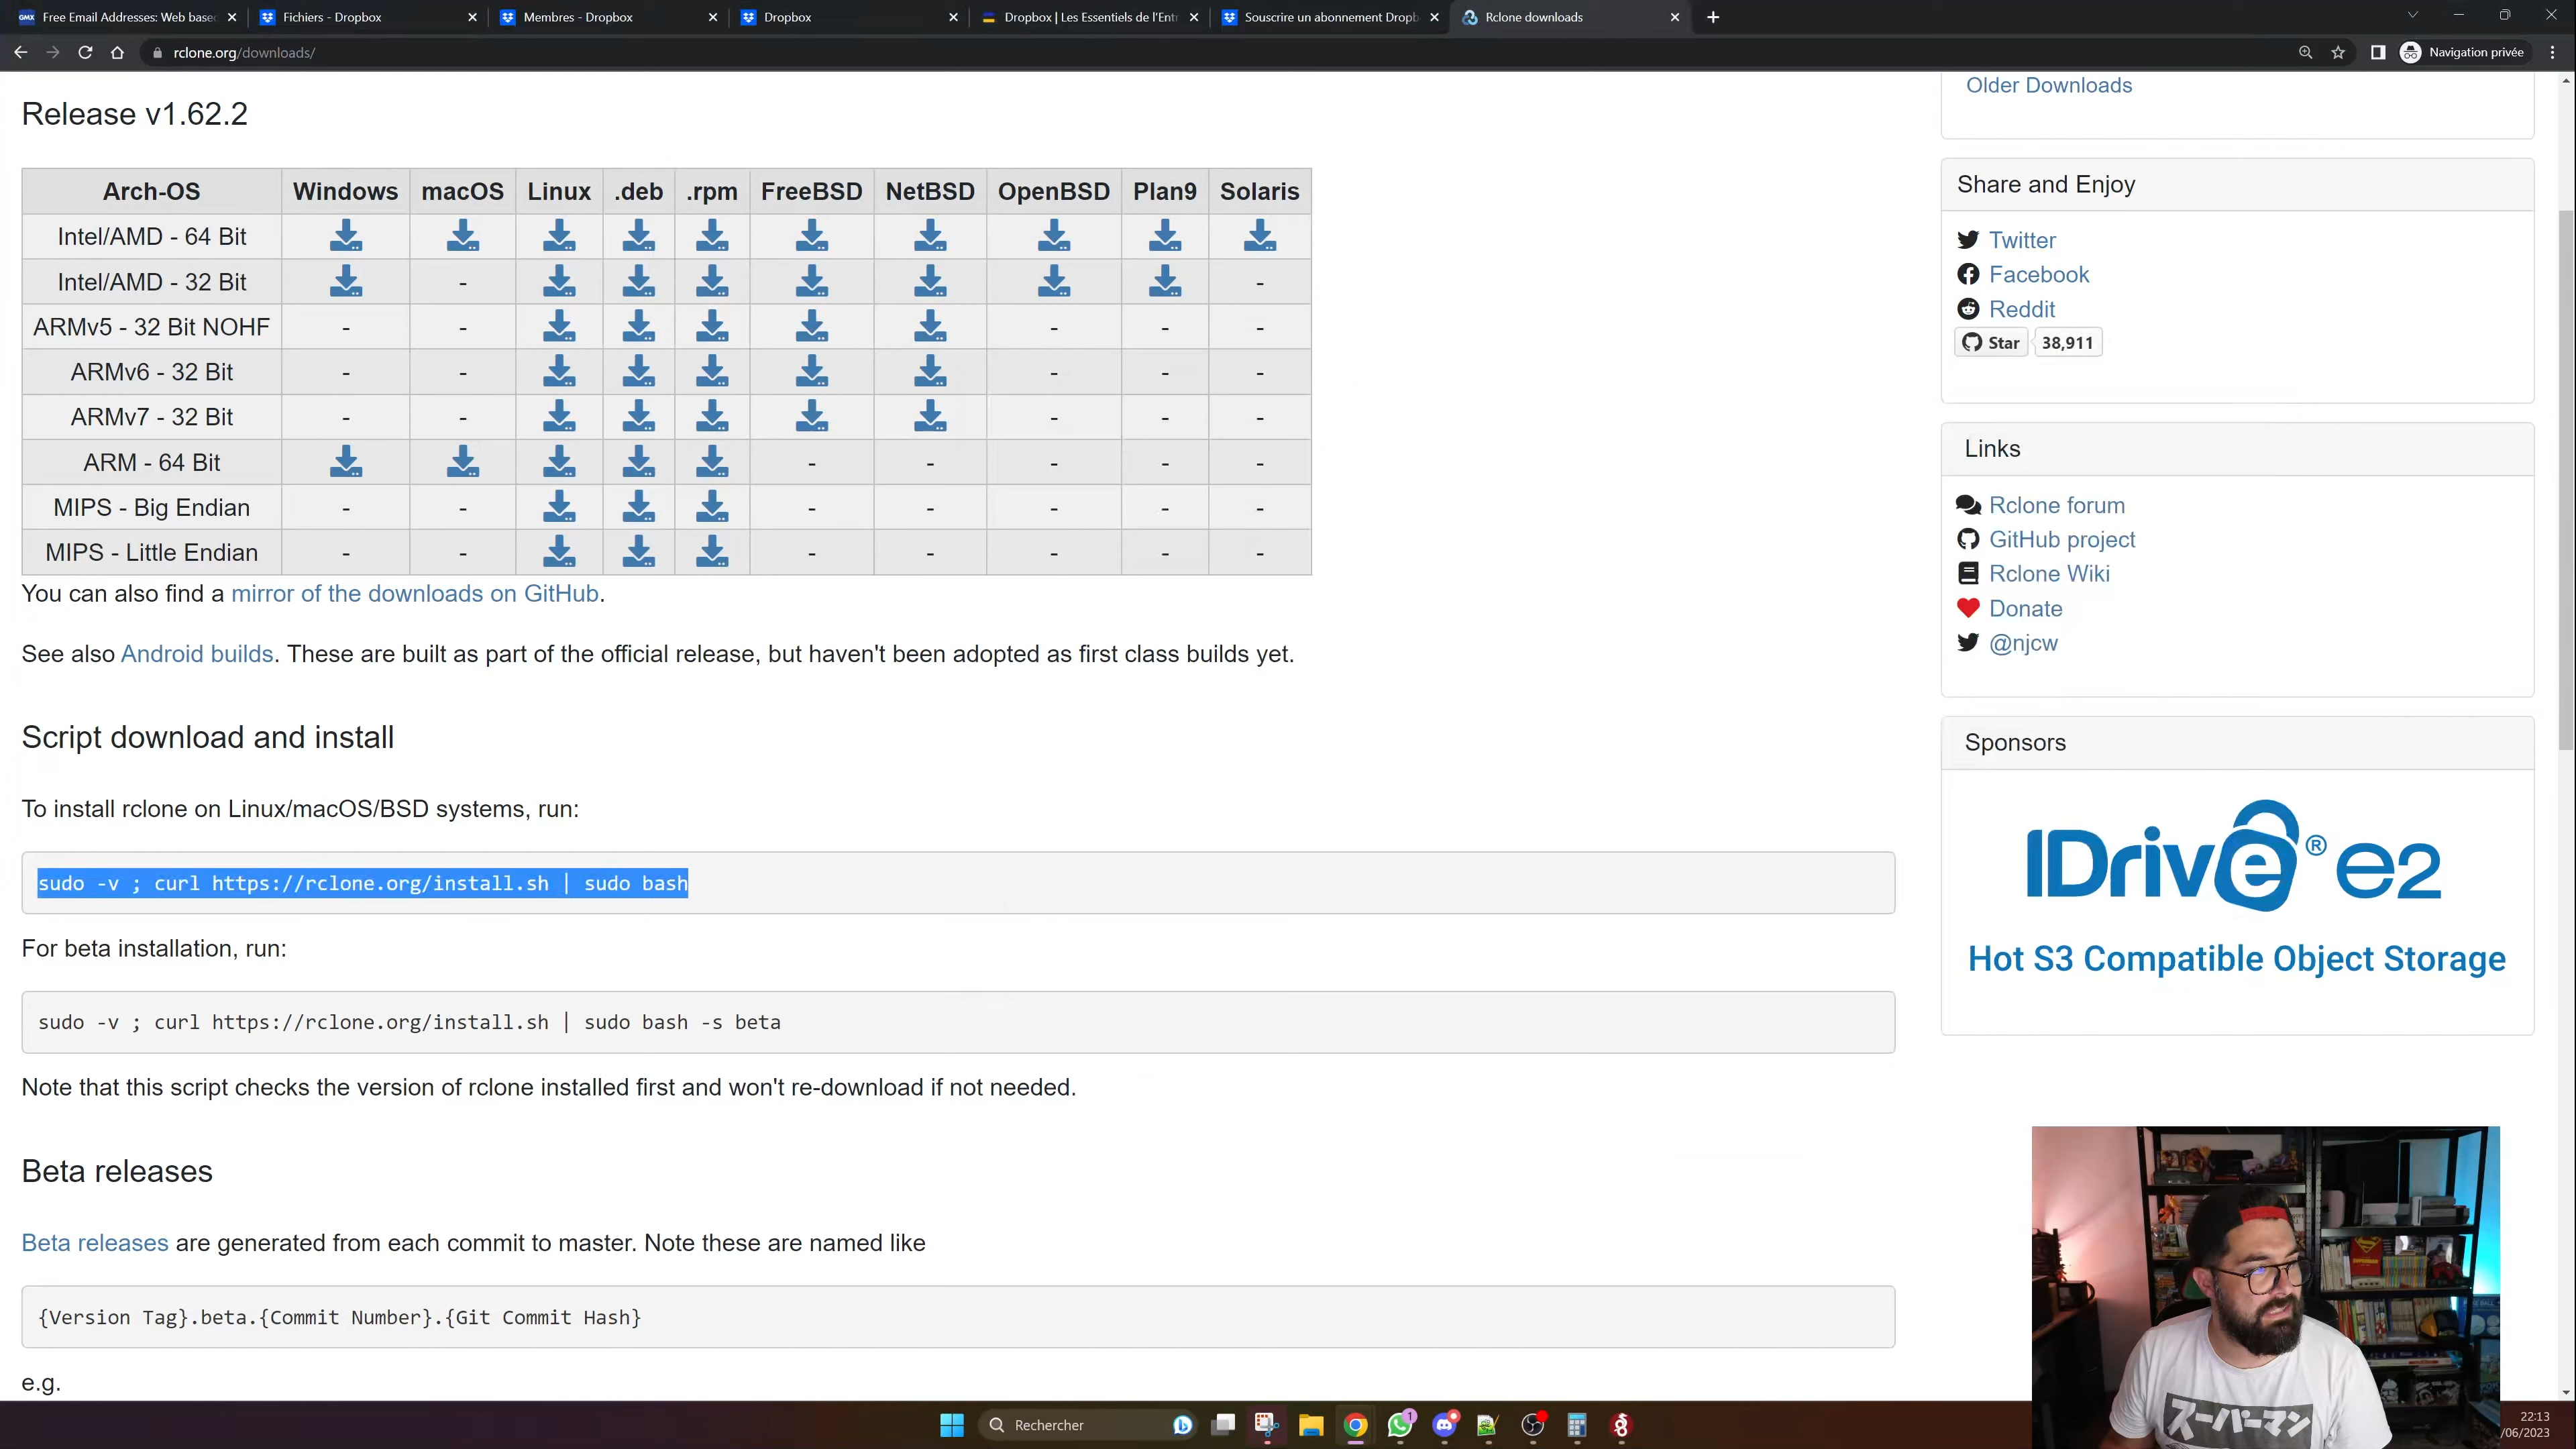 Free Email Addresses: Web based
Fichiers - Dropbox
Membres - Dropbox
Dropbox
Dropbox | Les Essentiels de l'Entr
Souscrire un abonnement Dropb
Rclone downloads
rclone.org/downloads/
Navigation privée
Release v1.62.2
Arch-OS Windows macOS Linux .deb .rpm FreeBSD NetBSD OpenBSD Plan9 Solaris
Intel/AMD - 64 Bit
Intel/AMD - 32 Bit - -
ARMv5 - 32 Bit NOHF - - - - -
ARMv6 - 32 Bit - - - - -
ARMv7 - 32 Bit - - - - -
ARM - 64 Bit - - - - -
MIPS - Big Endian - - - - - - -
MIPS - Little Endian - - - - - - -
You can also find a mirror of the downloads on GitHub.
See also Android builds. These are built as part of the official release, but haven't been adopted as first class builds yet.
Script download and install
To install rclone on Linux/macOS/BSD systems, run:
sudo -v ; curl https://rclone.org/install.sh | sudo bash
For beta installation, run:
sudo -v ; curl https://rclone.org/install.sh | sudo bash -s beta
Note that this script checks the version of rclone installed first and won't re-download if not needed.
Beta releases
Beta releases are generated from each commit to master. Note these are named like
{Version Tag}.beta.{Commit Number}.{Git Commit Hash}
e.g.
Older Downloads
Share and Enjoy
Twitter
Facebook
Reddit
Star 38,911
Links
Rclone forum
GitHub project
Rclone Wiki
Donate
@njcw
Sponsors
IDrive® e2
Hot S3 Compatible Object Storage
スーパーマン
Rechercher
1
22:13
/06/2023